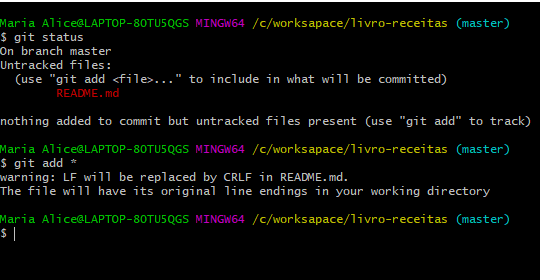 Maria Alice@LAPTOP-8OTU5QGS MINGW64 /c/worksapace/livro-receitas (master)
$ git status
On branch master
Untracked files:
  (use "git add <file>..." to include in what will be committed)
        README.md

nothing added to commit but untracked files present (use "git add" to track)

Maria Alice@LAPTOP-8OTU5QGS MINGW64 /c/worksapace/livro-receitas (master)
$ git add *
warning: LF will be replaced by CRLF in README.md.
The file will have its original line endings in your working directory

Maria Alice@LAPTOP-8OTU5QGS MINGW64 /c/worksapace/livro-receitas (master)
$